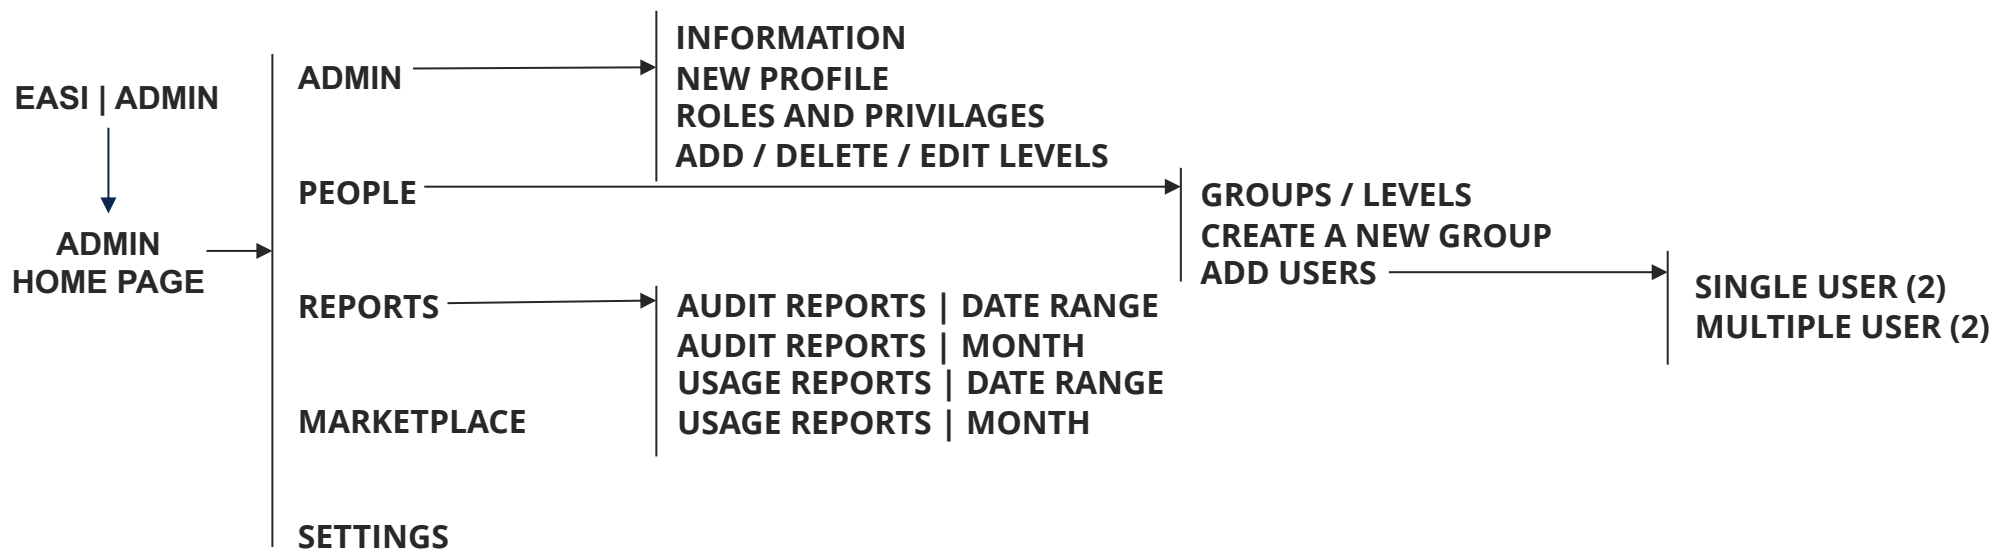 EASI | ADMIN
ADMIN
HOME PAGE
ADMIN
PEOPLE
REPORTS
MARKETPLACE
SETTINGS
INFORMATION
NEW PROFILE
ROLES AND PRIVILAGES
ADD / DELETE / EDIT LEVELS
GROUPS / LEVELS
CREATE A NEW GROUP
ADD USERS
SINGLE USER (2)
MULTIPLE USER (2)
AUDIT REPORTS | DATE RANGE
AUDIT REPORTS | MONTH
USAGE REPORTS | DATE RANGE
USAGE REPORTS | MONTH